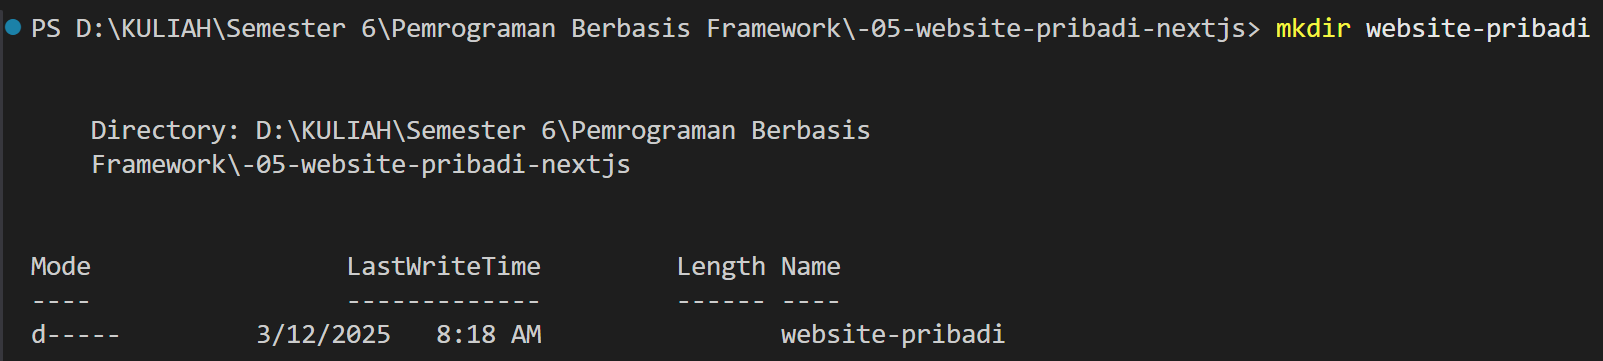 PS D:\KULIAH\Semester 6\Pemrograman Berbasis Framework\-05-website-pribadi-nextjs> mkdir website-pribadi
Directory: D:\KULIAH\Semester 6\Pemrograman Berbasis
Framework\-05-website-pribadi-nextjs
Mode LastWriteTime Length Name
---- ------------- ------ ----
d----- 3/12/2025 8:18 AM website-pribadi